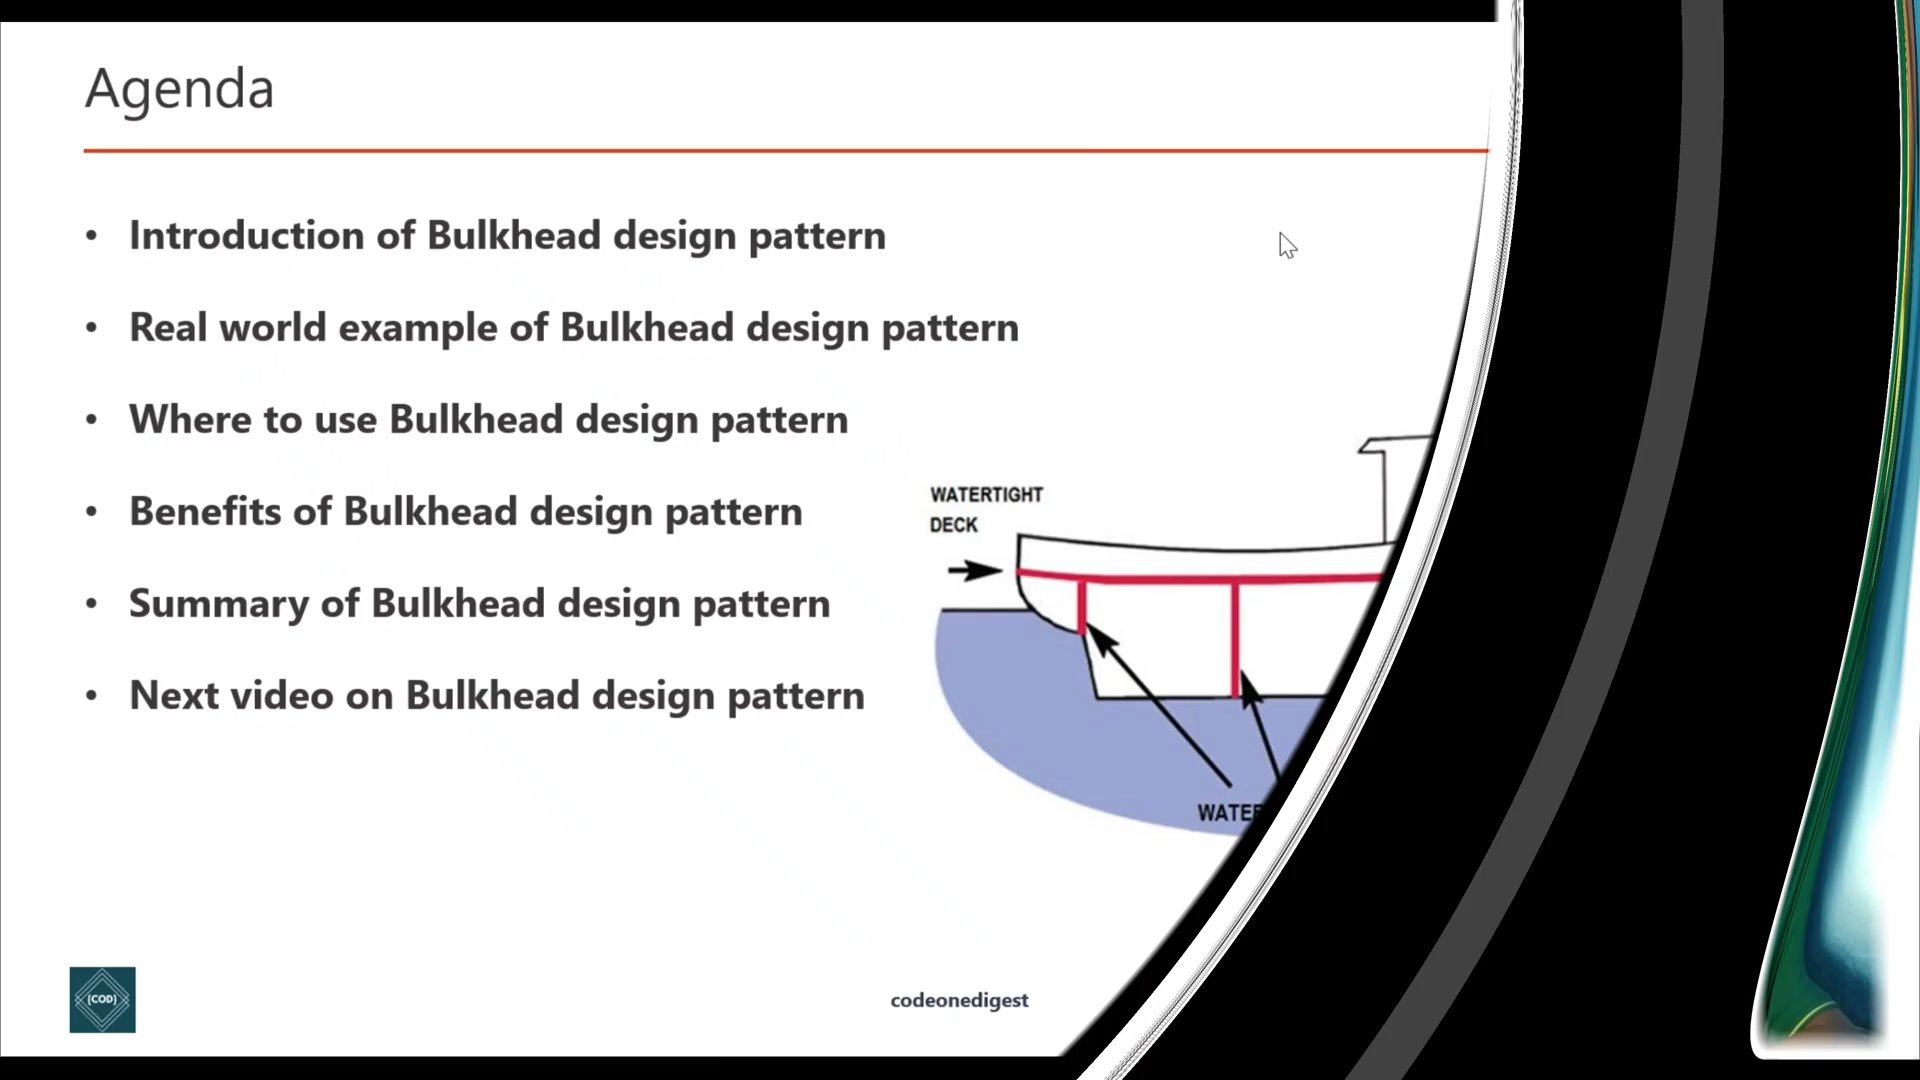 Agenda
• Introduction of Bulkhead design pattern
• Real world example of Bulkhead design pattern
• Where to use Bulkhead design pattern
• Benefits of Bulkhead design pattern
• Summary of Bulkhead design pattern
• Next video on Bulkhead design pattern
WATERTIGHT
DECK
{COD}
codeonedigest